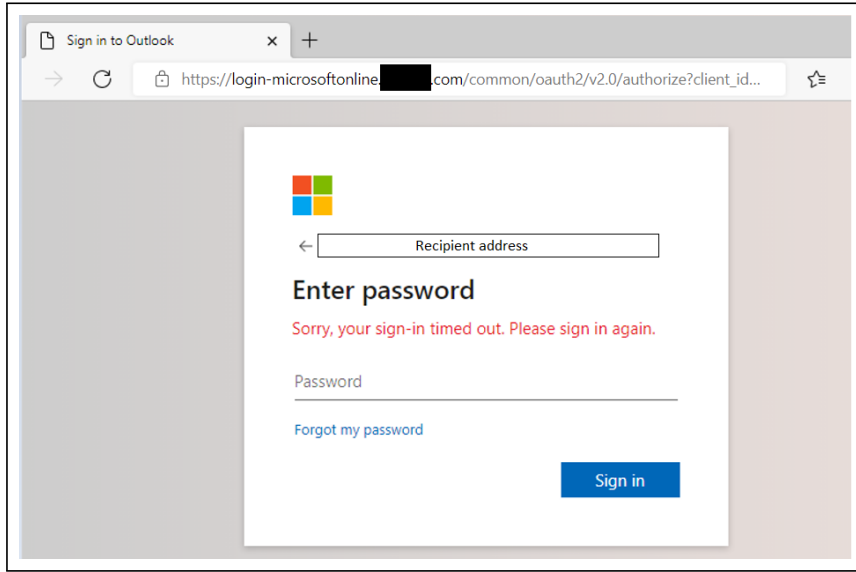 Sign in to Outlook
https://login-microsoftonline. .com/common/oauth2/v2.0/authorize?client_id...
Recipient address
Enter password
Sorry, your sign-in timed out. Please sign in again.
Password
Forgot my password
Sign in